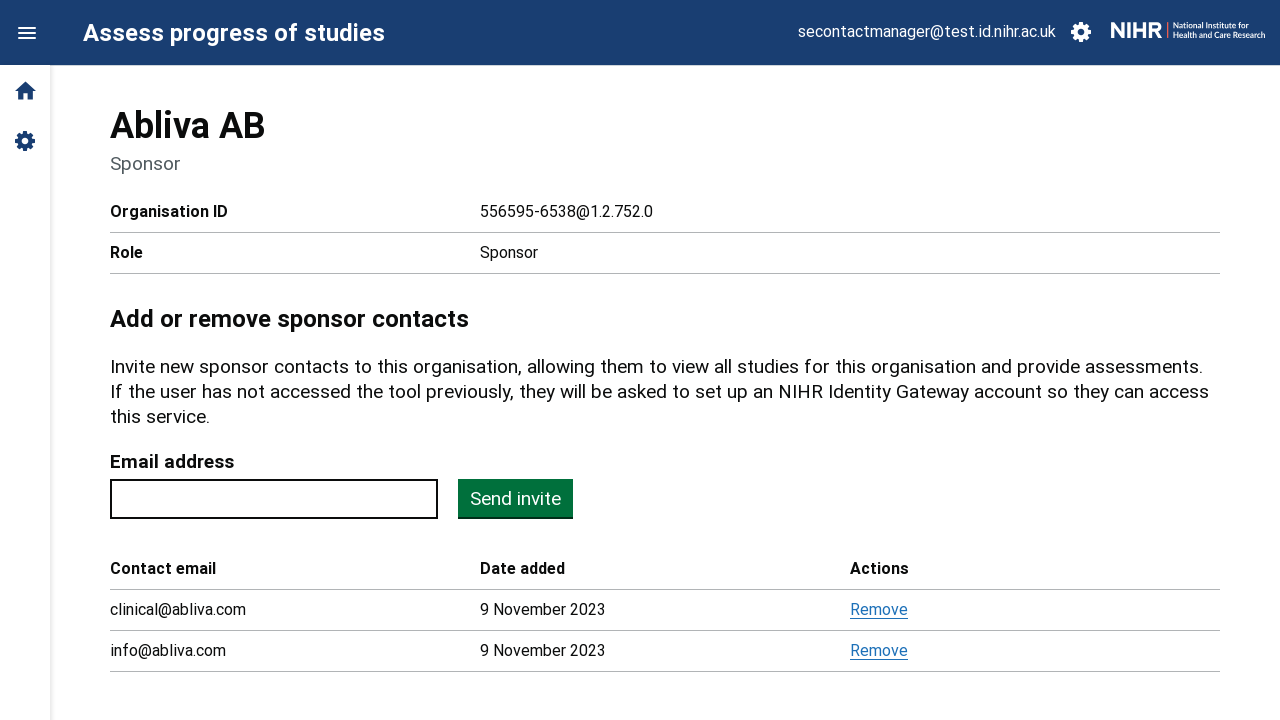 Assess progress of studies
secontactmanager@test.id.nihr.ac.uk
NIHR | National Institute for Health and Care Research
Abliva AB
Sponsor
Organisation ID 556595-6538@1.2.752.0
Role Sponsor
Add or remove sponsor contacts
Invite new sponsor contacts to this organisation, allowing them to view all studies for this organisation and provide assessments.
If the user has not accessed the tool previously, they will be asked to set up an NIHR Identity Gateway account so they can access
this service.
Email address
Send invite
Contact email Date added Actions
clinical@abliva.com 9 November 2023 Remove
info@abliva.com 9 November 2023 Remove